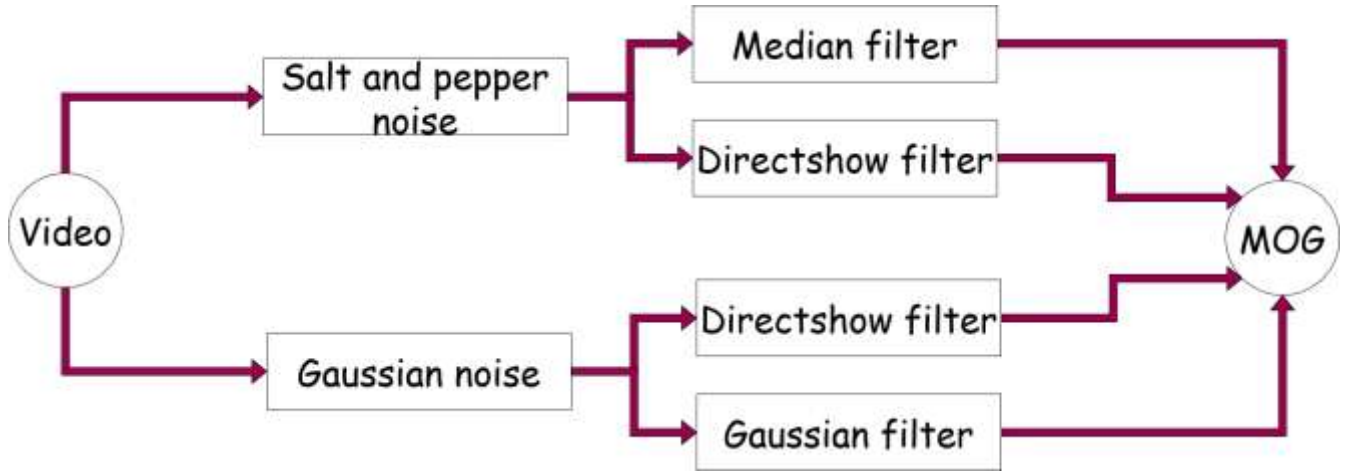 Video
Salt and pepper
noise
Median filter
Directshow filter
Gaussian noise
Directshow filter
Gaussian filter
MOG